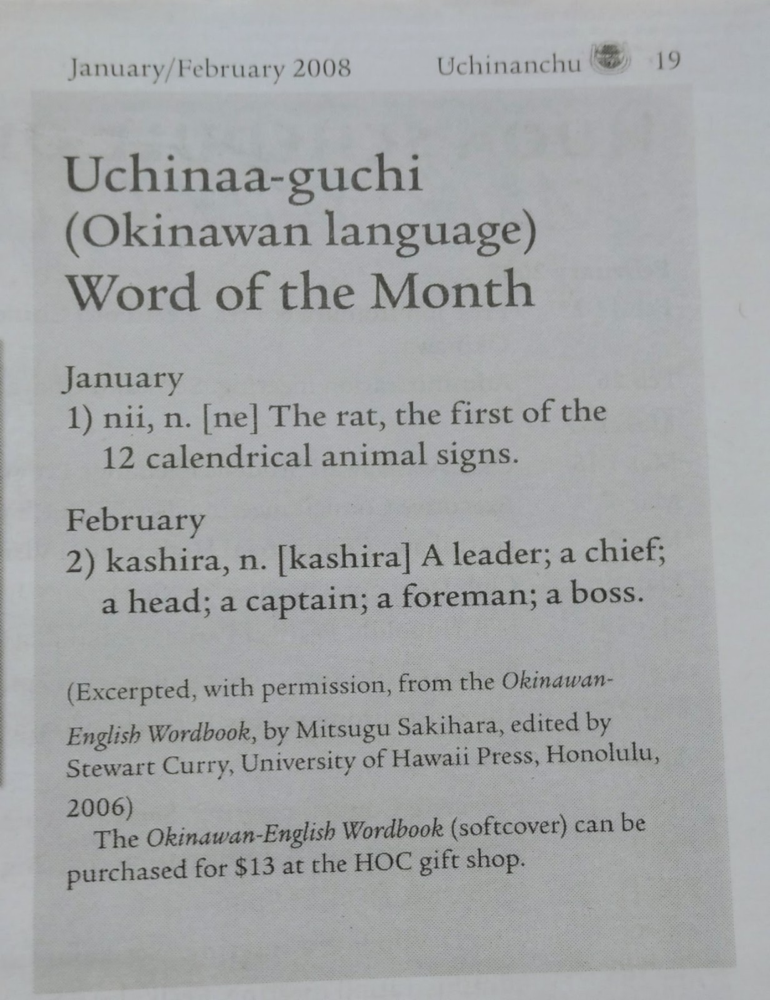 January/February 2008 Uchinanchu 19
Uchinaa-guchi
(Okinawan language)
Word of the Month
January
1) nii, n. [ne] The rat, the first of the
12 calendrical animal signs.
February
2) kashira, n. [kashira] A leader; a chief;
a head; a captain; a foreman; a boss.
(Excerpted, with permission, from the Okinawan-
English Wordbook, by Mitsugu Sakihara, edited by
Stewart Curry, University of Hawaii Press, Honolulu,
2006)
The Okinawan-English Wordbook (softcover) can be
purchased for $13 at the HOC gift shop.